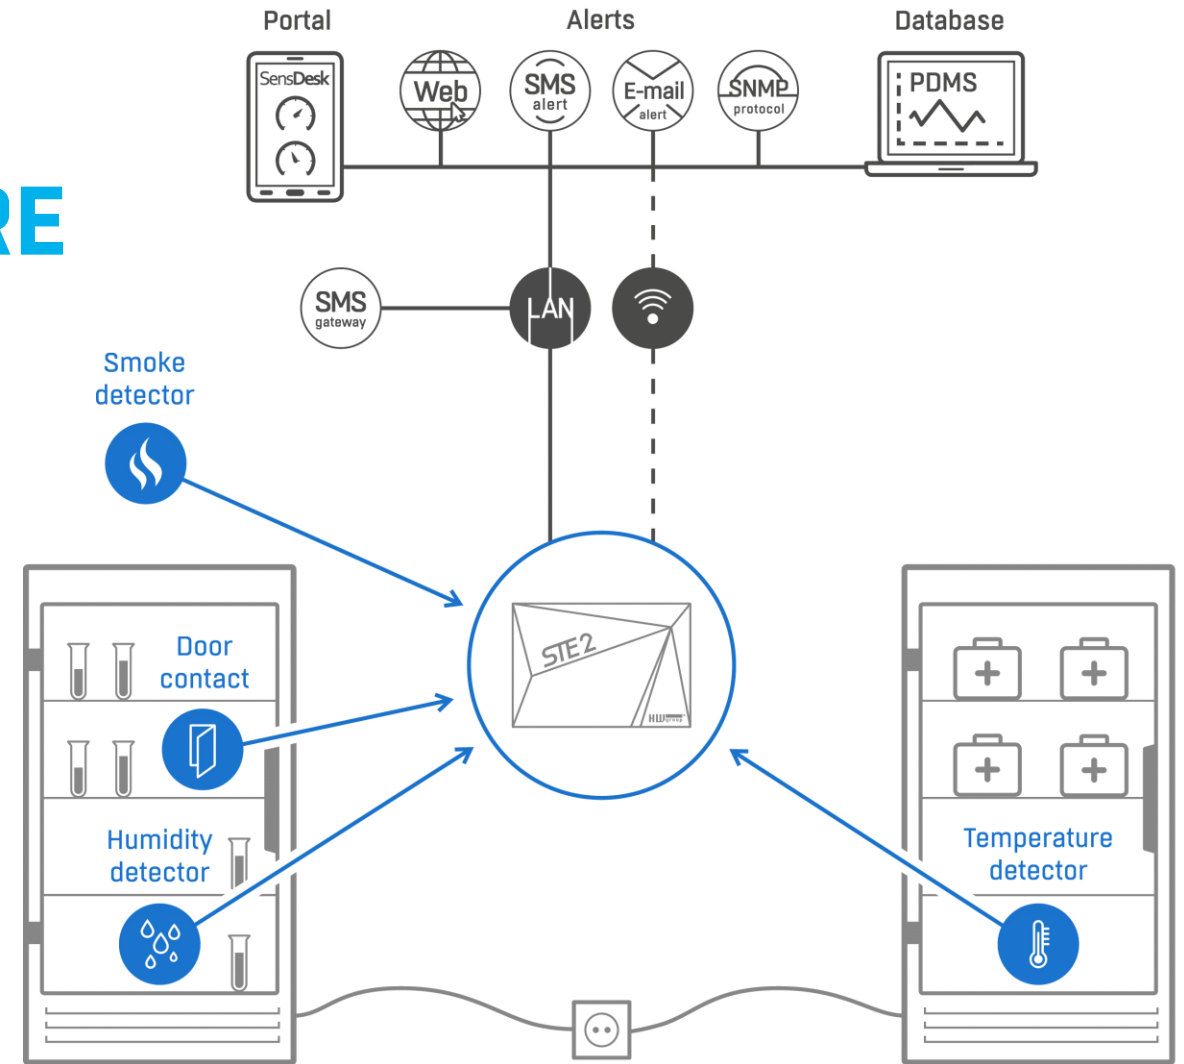 Portal
Alerts
Database
SensDesk
Web
SMS
alert
E-mail
alert
SNMP
protocol
PDMS
RE
SMS
gateway
LAN
Smoke
detector
STE2
HWgroup
Door
contact
Humidity
detector
Temperature
detector